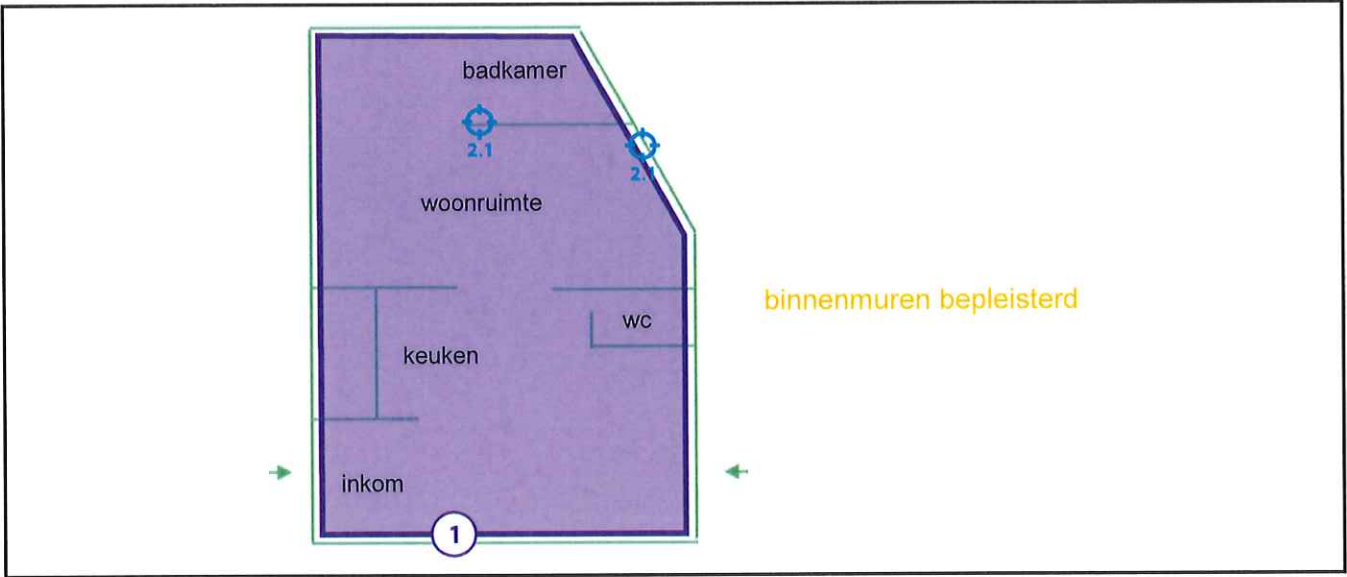 badkamer
2.1
2.1
woonruimte
binnenmuren bepleisterd
wc
keuken
inkom
1